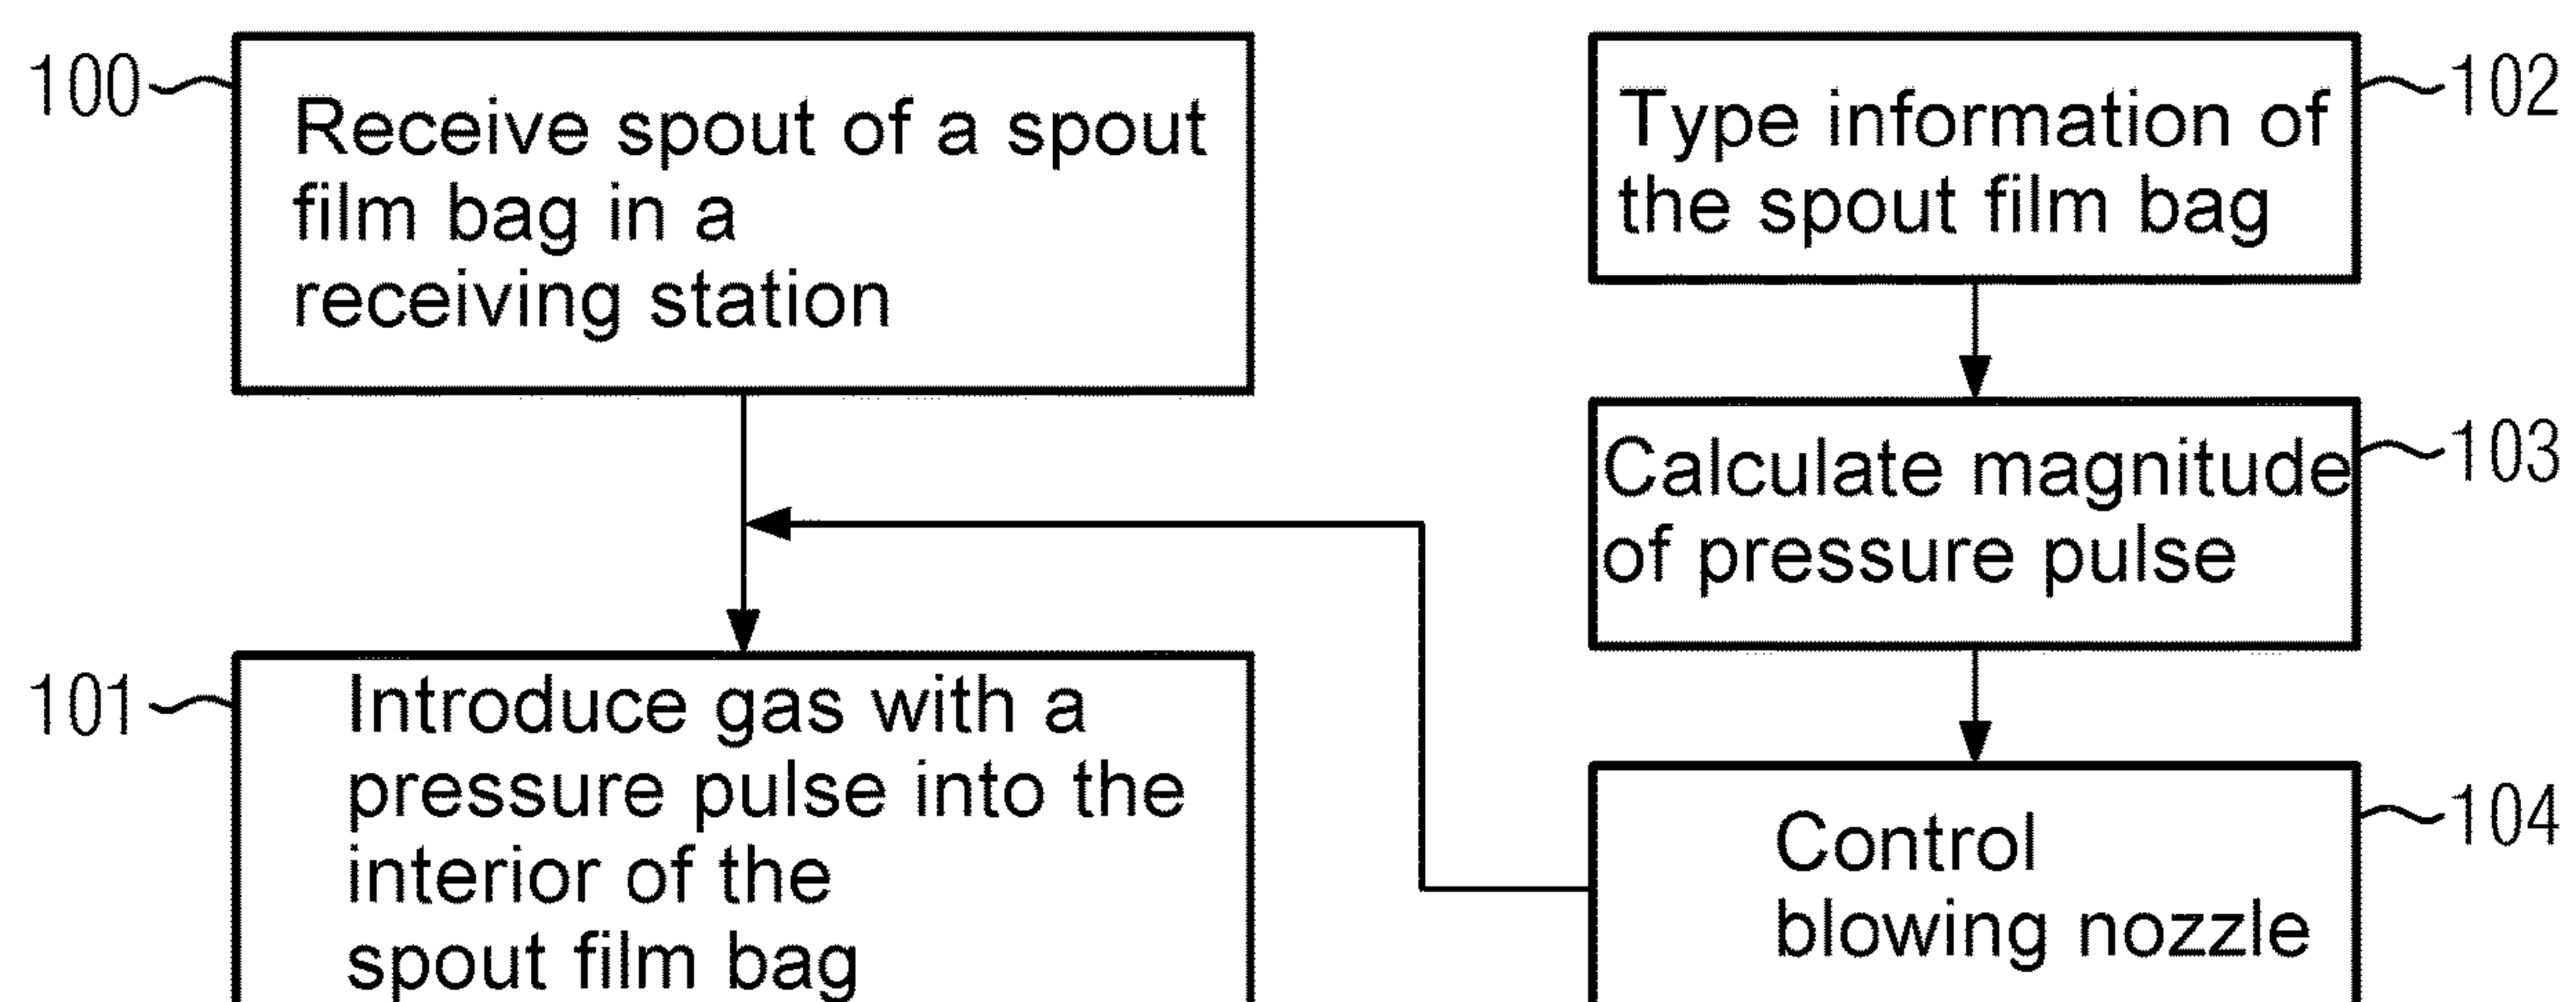 100
Receive spout of a spout
film bag in a
receiving station
101
Introduce gas with a
pressure pulse into the
interior of the
spout film bag
102
Type information of
the spout film bag
103
Calculate magnitude
of pressure pulse
104
Control
blowing nozzle